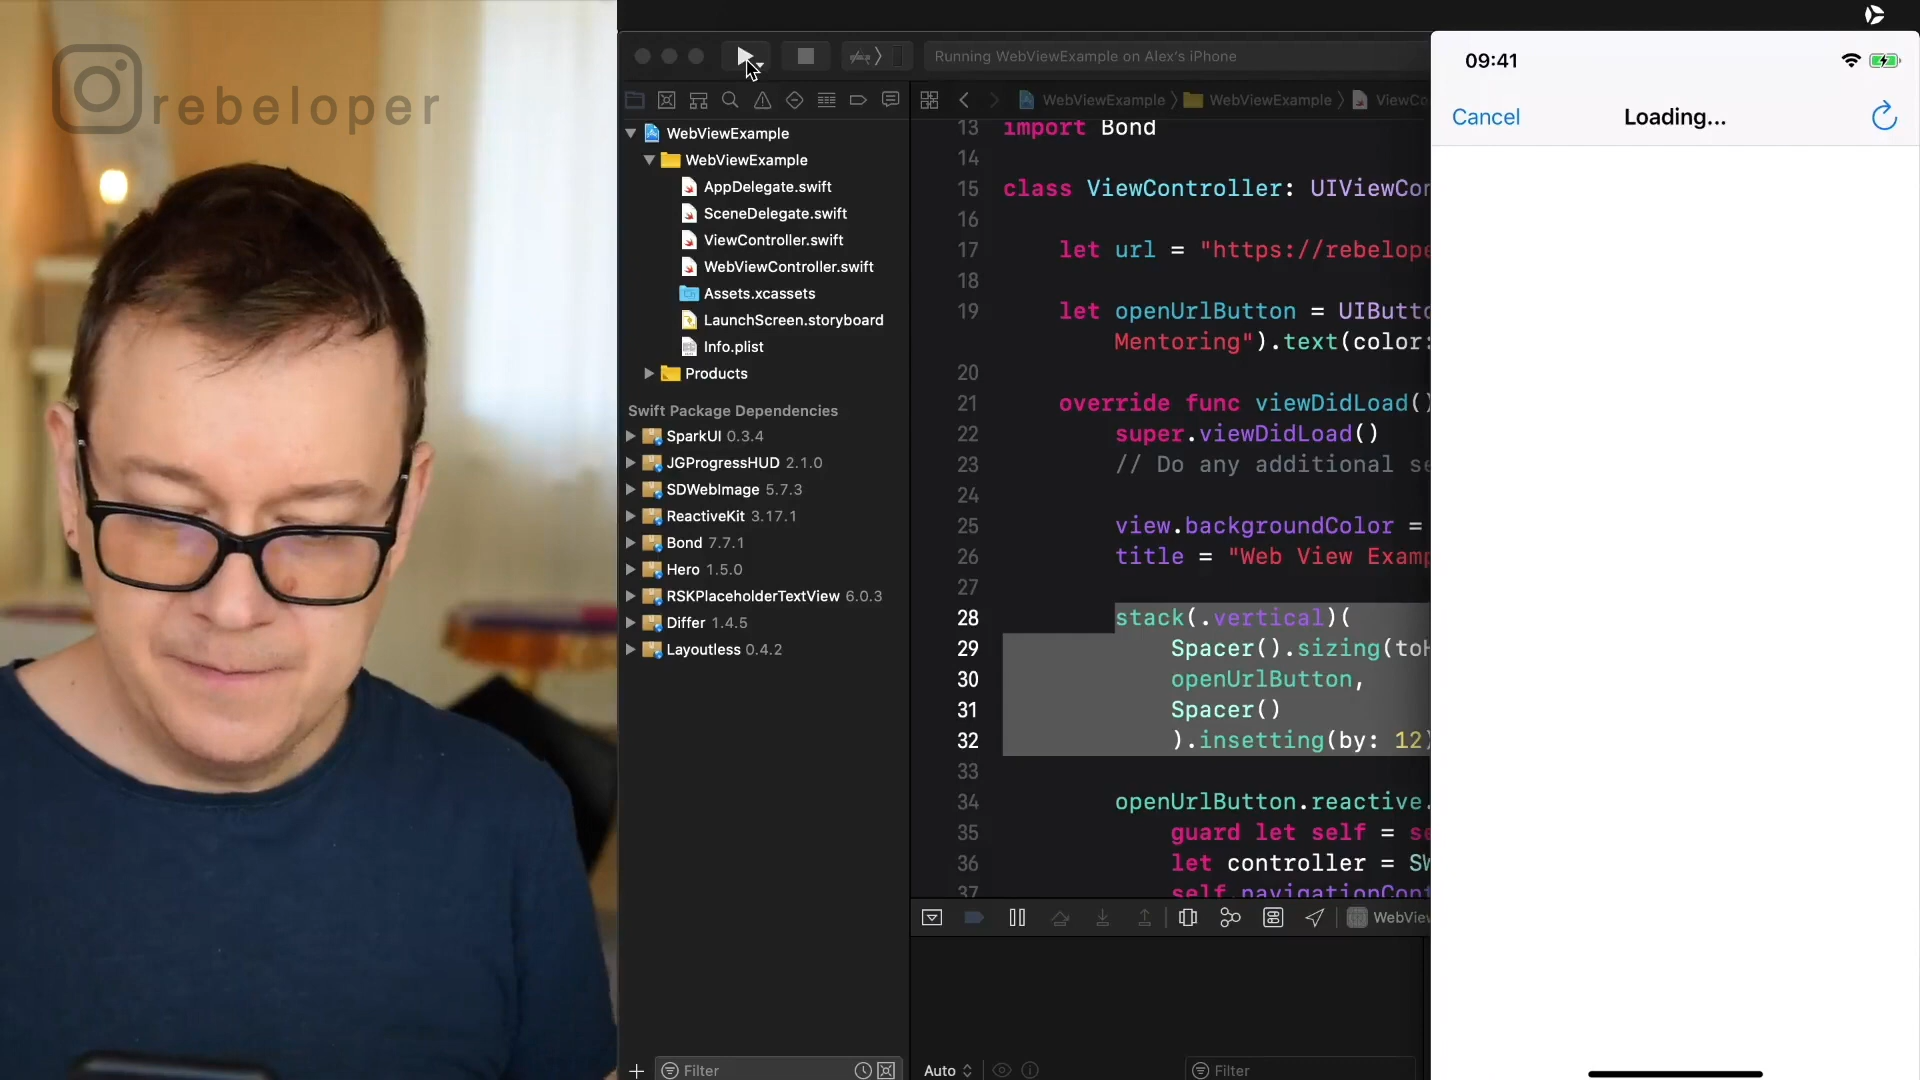 rebeloper
Running WebViewExample on Alex's iPhone
WebViewExample
WebViewExample
AppDelegate.swift
SceneDelegate.swift
ViewController.swift
WebViewController.swift
Assets.xcassets
LaunchScreen.storyboard
Info.plist
Products
Swift Package Dependencies
SparkUI 0.3.4
JGProgressHUD 2.1.0
SDWebImage 5.7.3
ReactiveKit 3.17.1
Bond 7.7.1
Hero 1.5.0
RSKPlaceholderTextView 6.0.3
Differ 1.4.5
Layoutless 0.4.2
Filter
WebViewExample 〉 WebViewExample 〉 ViewCo
13 import Bond
14
15 class ViewController: UIViewCon
16
17 let url = "https://rebelope
18
19 let openUrlButton = UIButto
Mentoring").text(color:
20
21 override func viewDidLoad()
22 super.viewDidLoad()
23 // Do any additional se
24
25 view.backgroundColor =
26 title = "Web View Examp
27
28 stack(.vertical)(
29 Spacer().sizing(toH
30 openUrlButton,
31 Spacer()
32 ).insetting(by: 12)
33
34 openUrlButton.reactive.
35 guard let self = se
36 let controller = SW
37 self.navigationCont
WebView
Auto
Filter
09:41
Cancel
Loading...